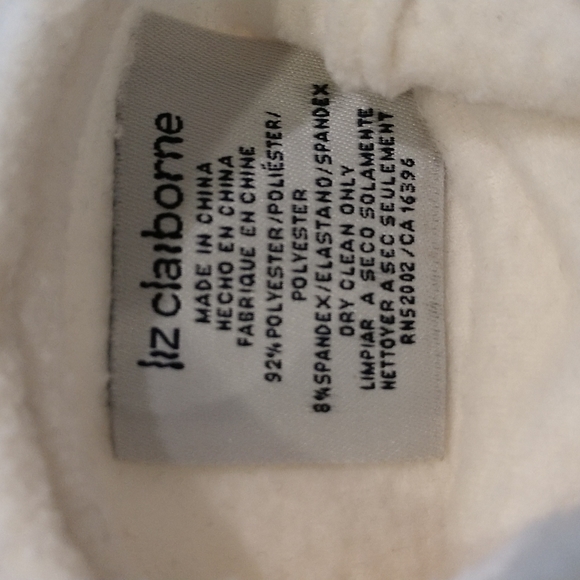 liz claiborne
MADE IN CHINA
HECHO EN CHINA
FABRIQUE EN CHINE
92% POLYESTER/POLIÉSTER/
POLYESTER
8% SPANDEX/ELASTANO/SPANDEX
DRY CLEAN ONLY
LIMPIAR A SECO SOLAMENTE
NETTOYER A SEC SEULEMENT
RN52002/CA16396